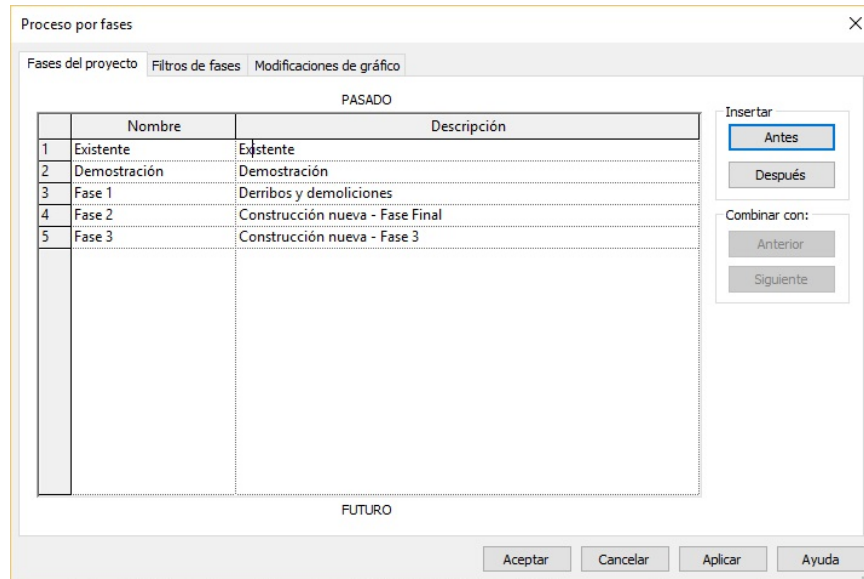 Proceso por fases
Fases del proyecto Filtros de fases Modificaciones de gráfico
PASADO
Nombre Descripción
1 Existente Existente
2 Demostración Demostración
3 Fase 1 Derribos y demoliciones
4 Fase 2 Construcción nueva - Fase Final
5 Fase 3 Construcción nueva - Fase 3
FUTURO
Insertar
Antes
Después
Combinar con:
Anterior
Siguiente
Aceptar Cancelar Aplicar Ayuda